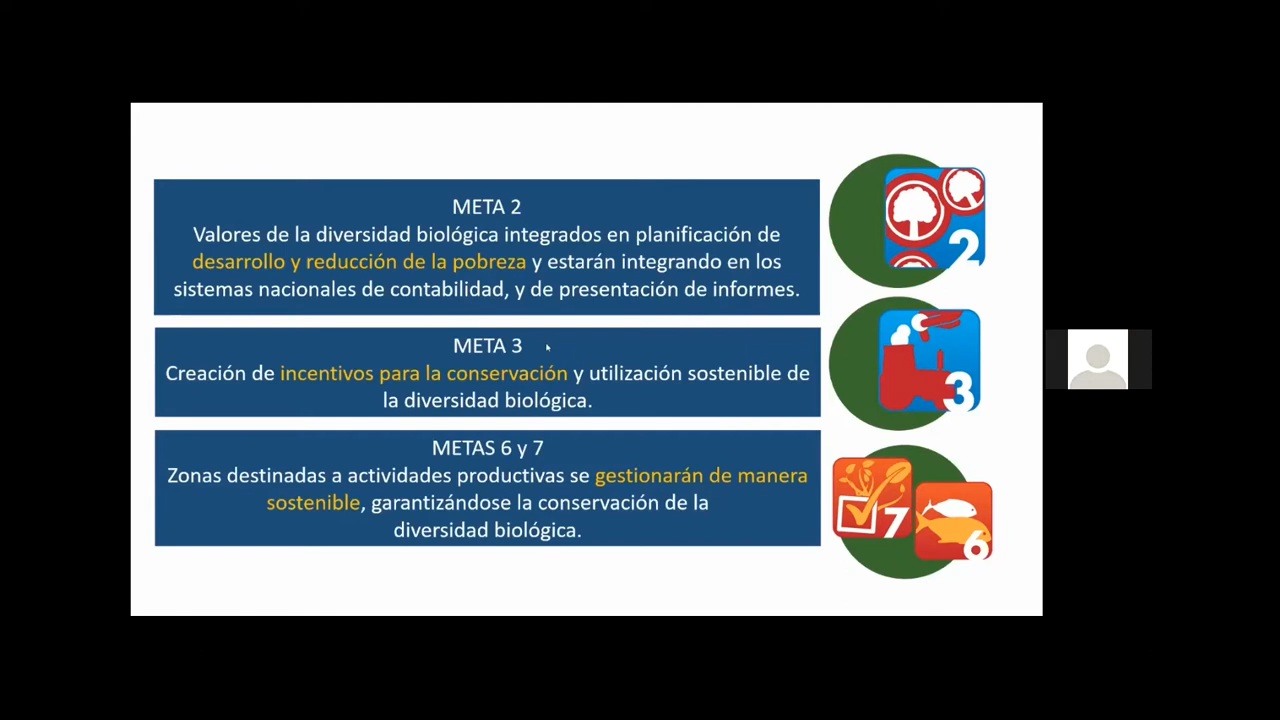 META 2
Valores de la diversidad biológica integrados en planificación de
desarrollo y reducción de la pobreza y estarán integrando en los
sistemas nacionales de contabilidad, y de presentación de informes.
2
META 3
Creación de incentivos para la conservación y utilización sostenible de
la diversidad biológica.
3
METAS 6 y 7
Zonas destinadas a actividades productivas se gestionarán de manera
sostenible, garantizándose la conservación de la
diversidad biológica.
7
6